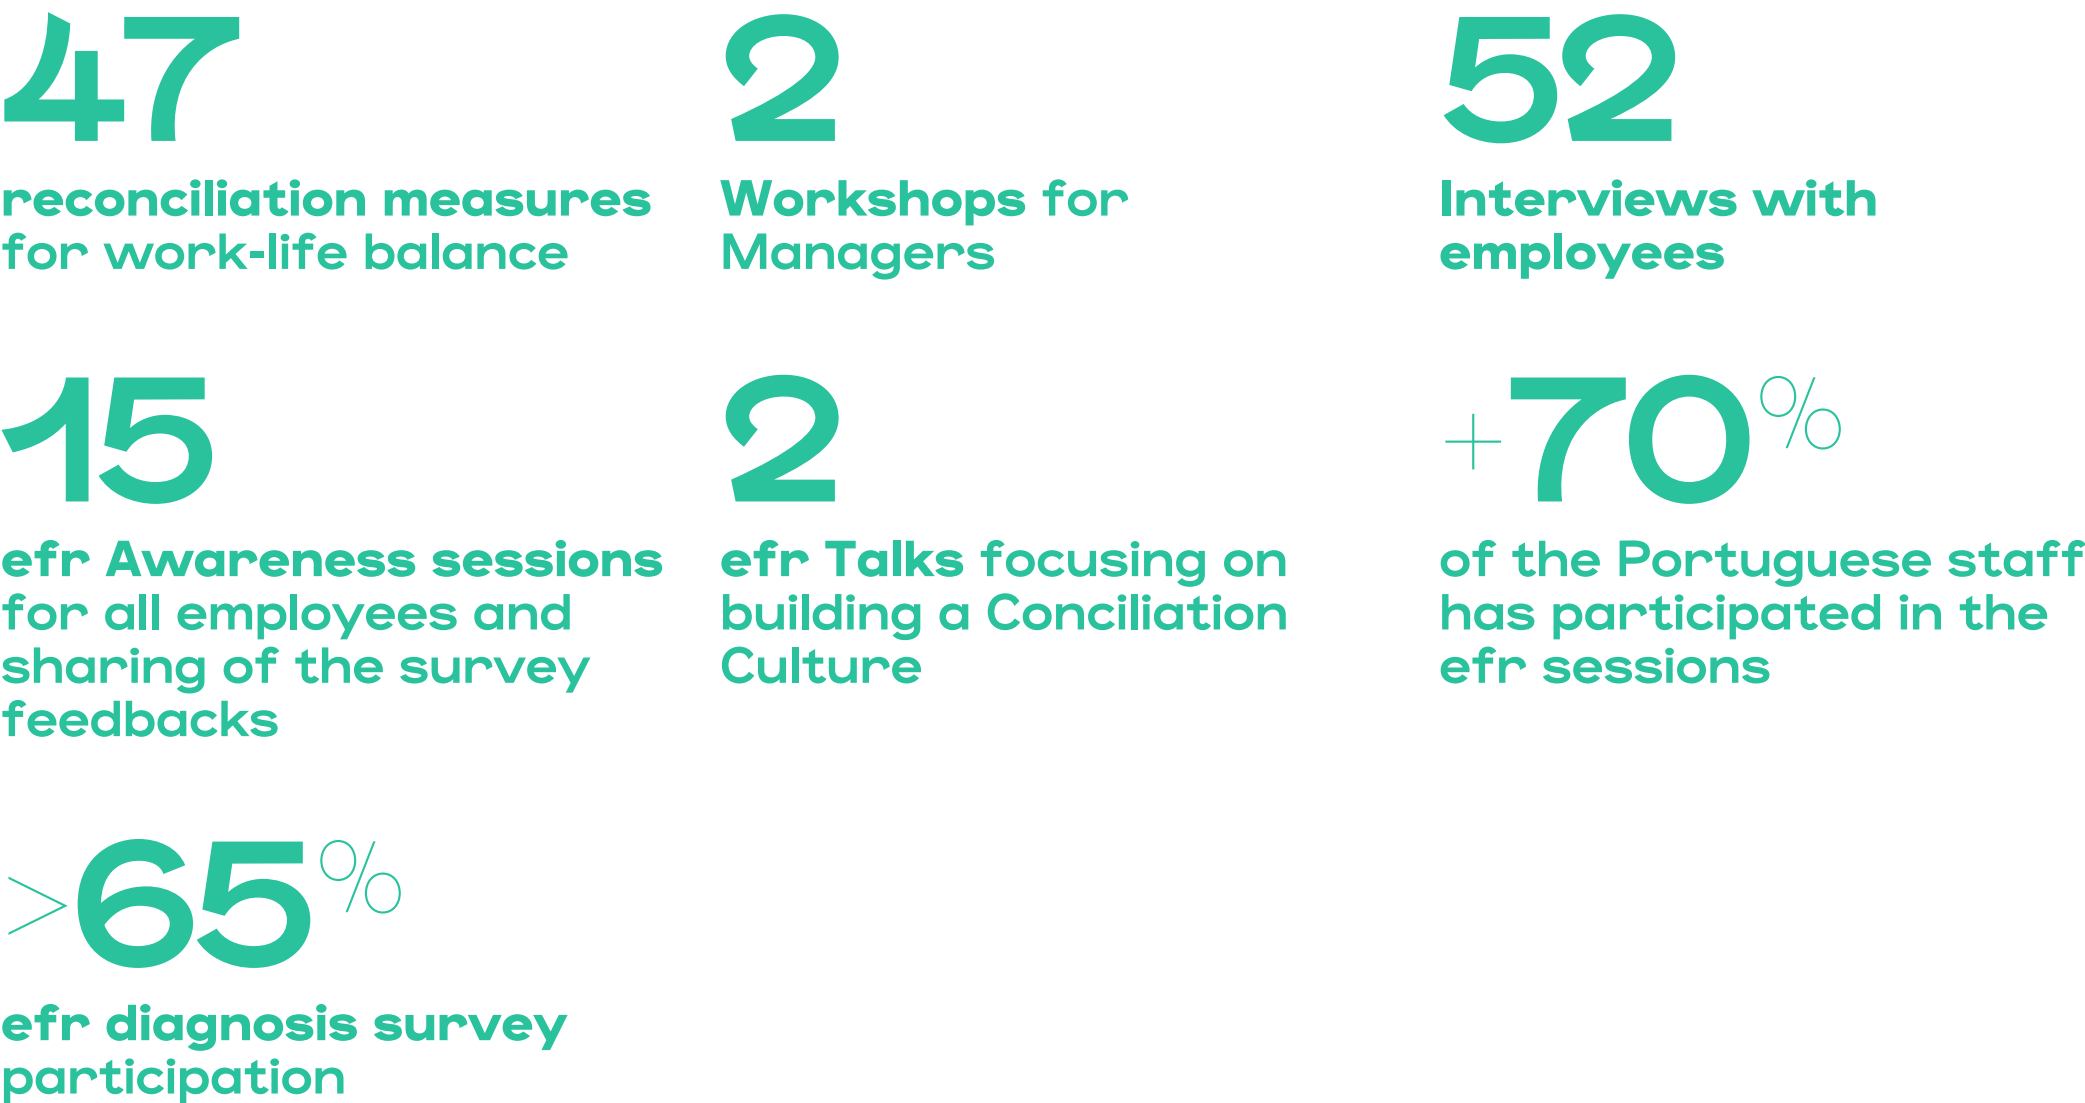 47
reconciliation measures
for work-life balance
2
Workshops for
Managers
52
Interviews with
employees
15
efr Awareness sessions
for all employees and
sharing of the survey
feedbacks
2
efr Talks focusing on
building a Conciliation
Culture
+70%
of the Portuguese staff
has participated in the
efr sessions
>65%
efr diagnosis survey
participation